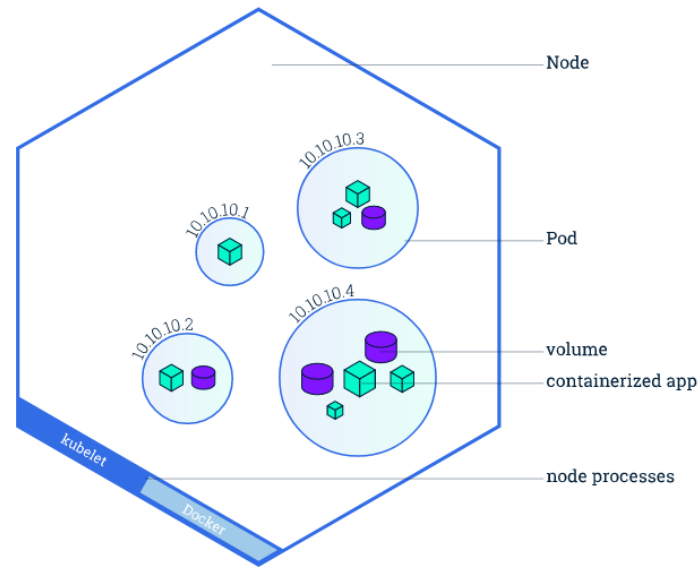 Node
10.10.10.3
10.10.10.1
Pod
10.10.10.4
10.10.10.2
volume
containerized app
kubelet
node processes
Docker